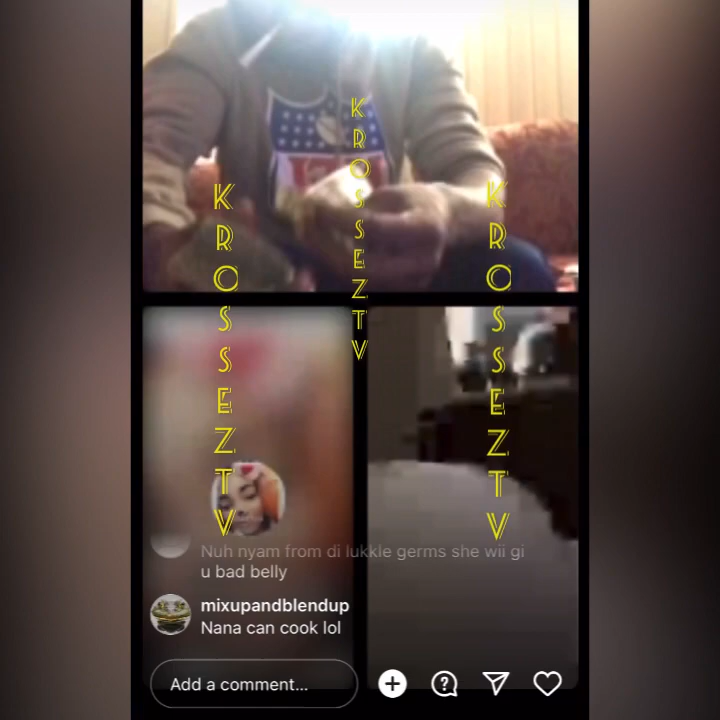 KROSSEZTV
KROSSEZTV
KROSSEZTV
Nuh nyam from di lukkle germs she wii gi
u bad belly
mixupandblendup
Nana can cook lol
Add a comment...